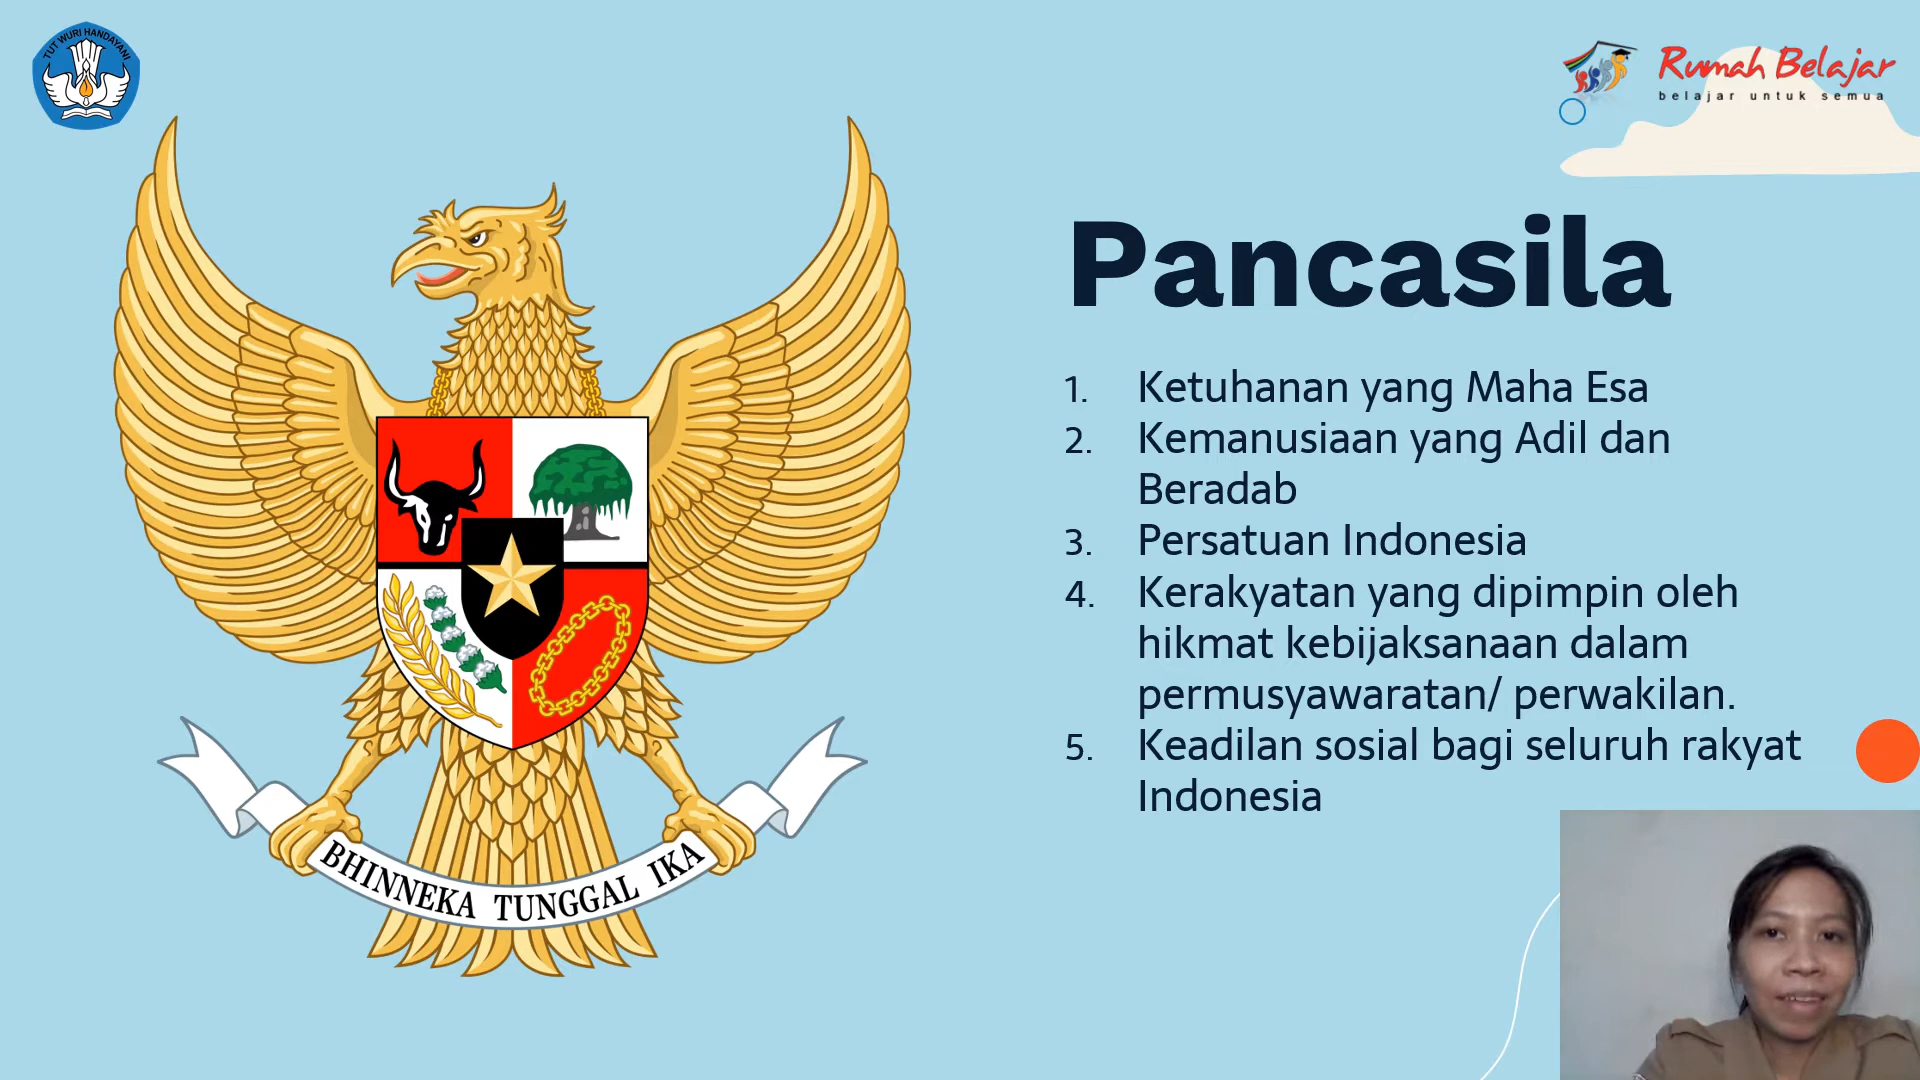 TUT WURI HANDAYANI
Rumah Belajar
belajar untuk semua
Pancasila
1. Ketuhanan yang Maha Esa
2. Kemanusiaan yang Adil dan
Beradab
3. Persatuan Indonesia
4. Kerakyatan yang dipimpin oleh
hikmat kebijaksanaan dalam
permusyawaratan/ perwakilan.
5. Keadilan sosial bagi seluruh rakyat
Indonesia
BHINNEKA TUNGGAL IKA